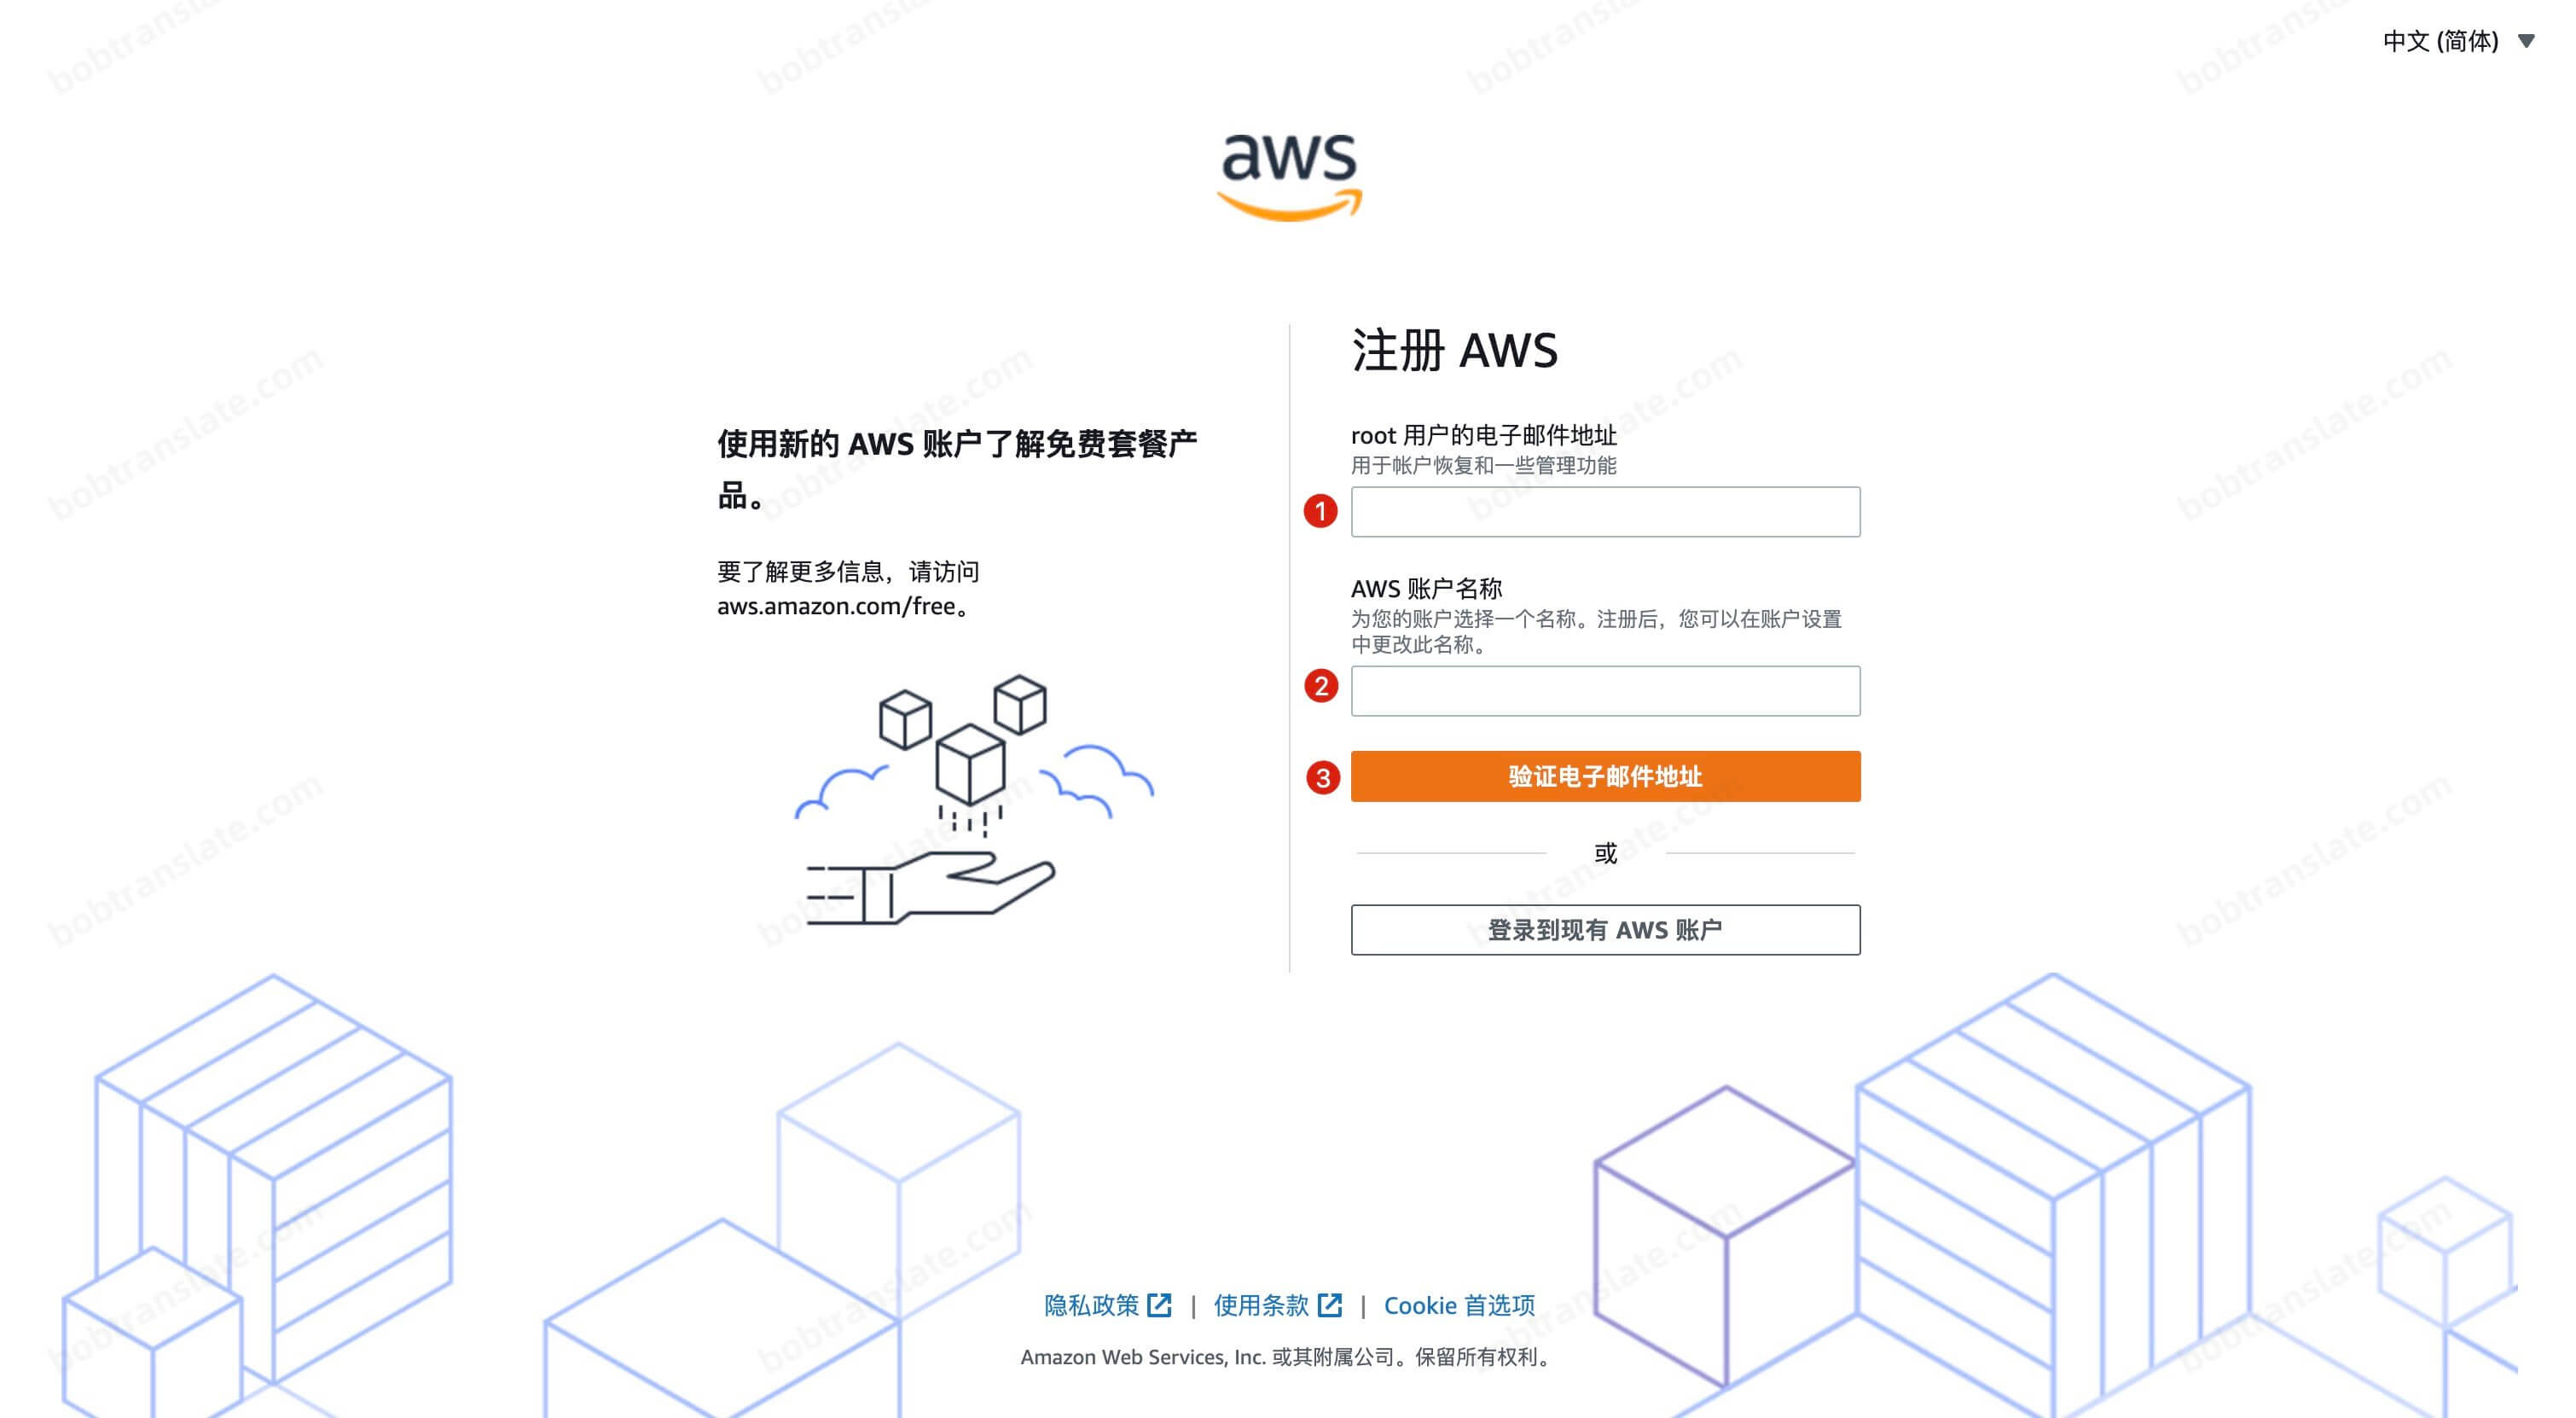 中文 (简体)
aws
使用新的 AWS 账户了解免费套餐产
品。
要了解更多信息，请访问
aws.amazon.com/free。
注册 AWS
root 用户的电子邮件地址
用于帐户恢复和一些管理功能
1
AWS 账户名称
为您的账户选择一个名称。注册后，您可以在账户设置
中更改此名称。
2
3 验证电子邮件地址
或
登录到现有 AWS 账户
隐私政策 | 使用条款 | Cookie 首选项
Amazon Web Services, Inc. 或其附属公司。保留所有权利。
bobtranslate.com